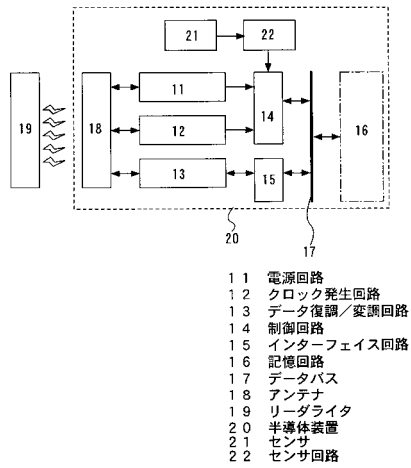 21
22
19
18
11
12
13
14
15
16
20
17
11 電源回路
12 クロック発生回路
13 データ復調/変調回路
14 制御回路
15 インターフェイス回路
16 記憶回路
17 データバス
18 アンテナ
19 リーダライタ
20 半導体装置
21 センサ
22 センサ回路